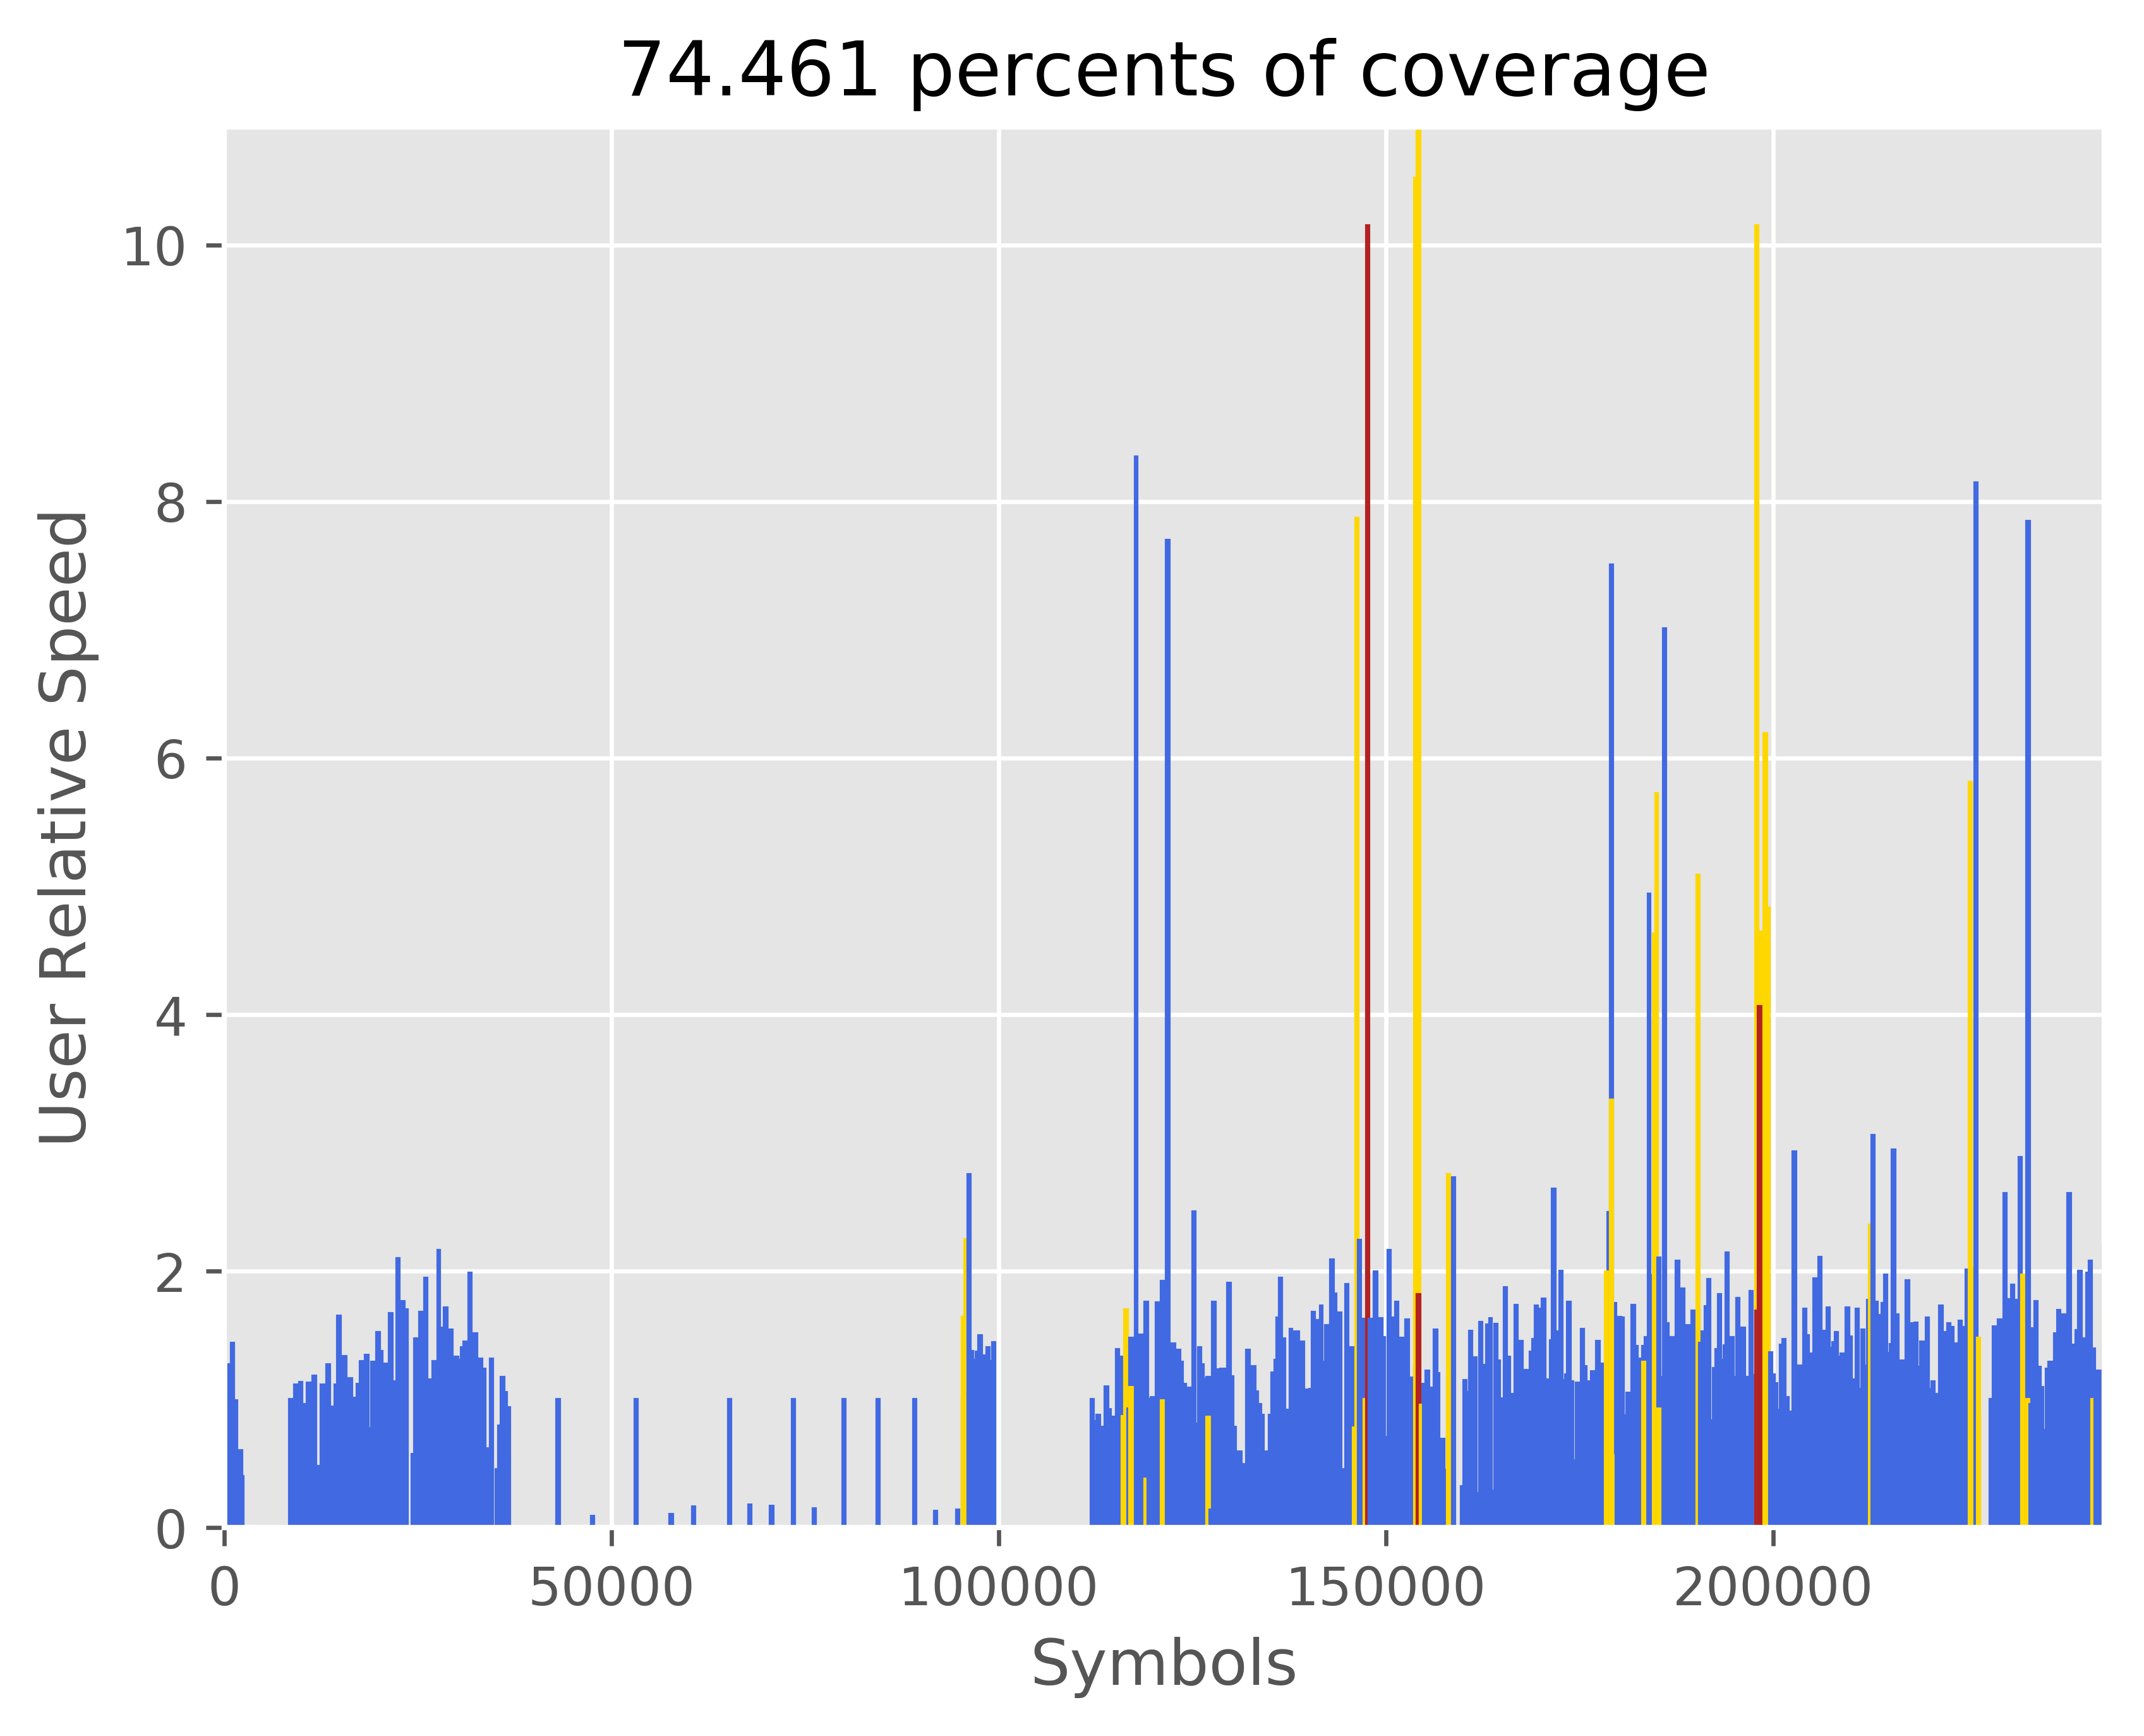 74.461 percents of coverage
10
8
6
4
2
0
User Relative Speed
0 50000 100000 150000 200000
Symbols